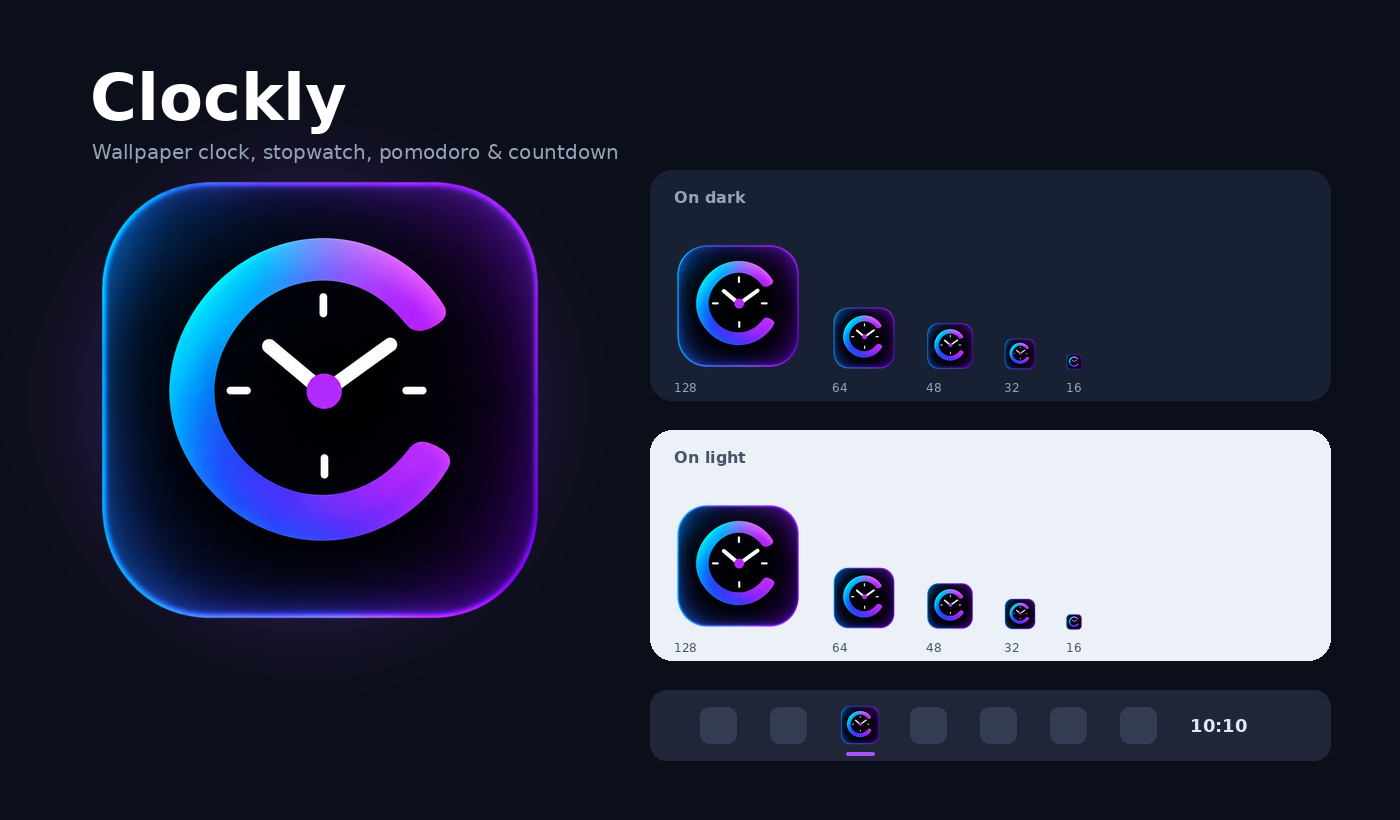 Clockly
Wallpaper clock, stopwatch, pomodoro & countdown
On dark
128 64 48 32 16
On light
128 64 48 32 16
10:10